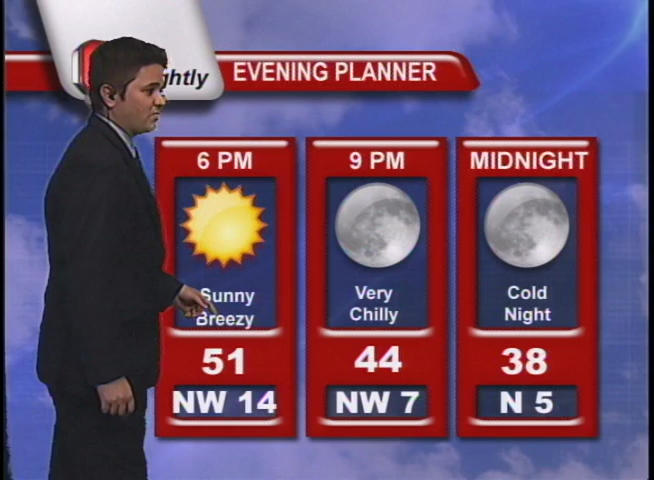 EVENING PLANNER
6 PM
Sunny
Breezy
51
NW 14
9 PM
Very
Chilly
44
NW 7
MIDNIGHT
Cold
Night
38
N 5